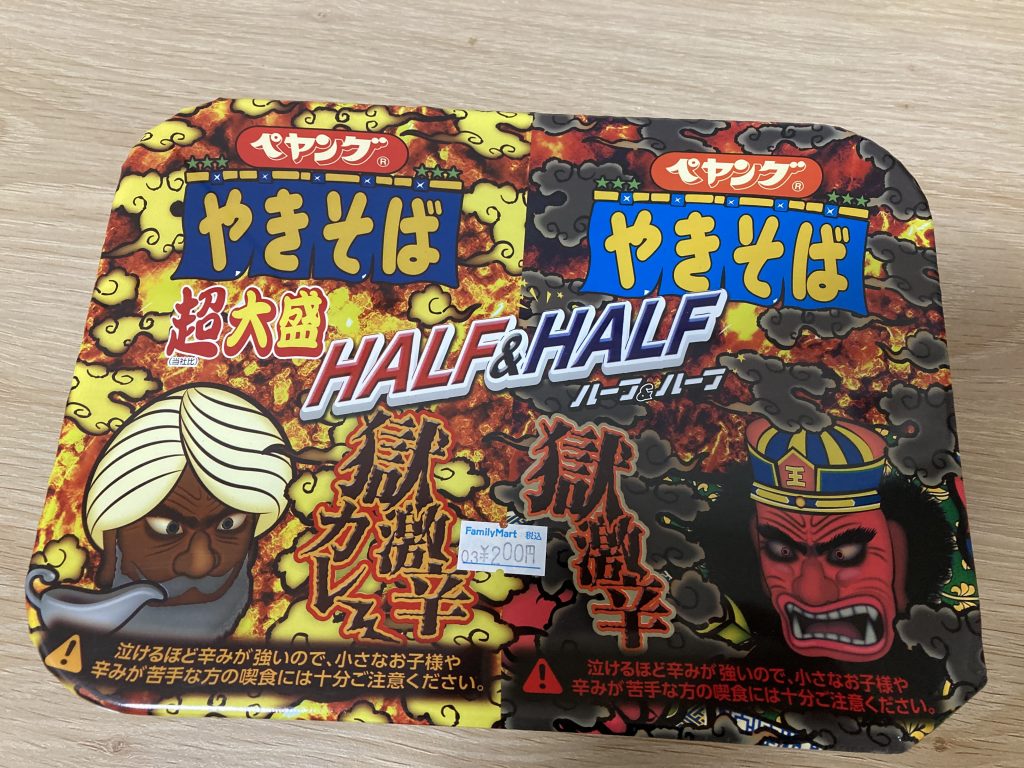 ペヤング®
やきそば
超大盛
(当社比)
ペヤング®
やきそば
HALF&HALF
ハーフ&ハーフ
獄激辛
カレー
獄激辛
王
FamilyMart 税込
03¥200円
泣けるほど辛みが強いので、小さなお子様や
辛みが苦手な方の喫食には十分ご注意ください。
泣けるほど辛みが強いので、小さなお子様や
辛みが苦手な方の喫食には十分ご注意ください。